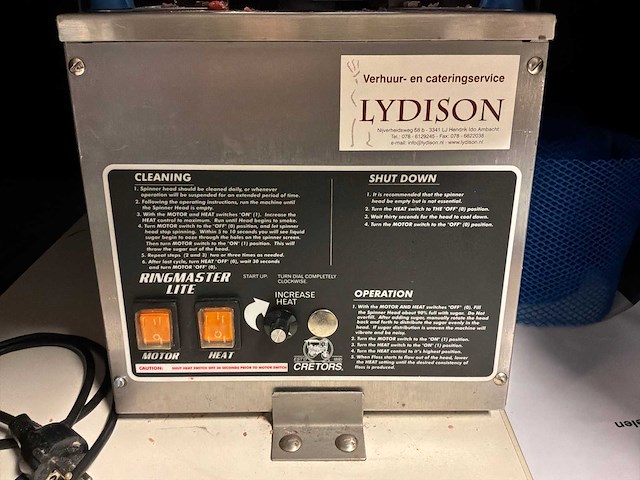 Verhuur- en cateringservice
LYDISON
Nijverheidsweg 58 b - 3341 LJ Hendrik Ido Ambacht
Tel.: 078 - 6129245 - Fax: 078 - 6822038
e-mail: info@lydison.nl - www.lydison.nl
CLEANING
1. Spinner head should be cleaned daily, or whenever
operation will be suspended for an extended period of time.
2. Following the operating instructions, run the machine until
the Spinner Head is empty.
3. With the MOTOR and HEAT switches "ON" (1). Increase the
HEAT control to maximum. Run until Head begins to smoke.
4. Turn MOTOR switch to the "OFF" (0) position, and let spinner
head stop spinning. Within 5 to 10 seconds you will see liquid
sugar begin to ooze through the holes on the spinner screen.
Then turn MOTOR switch to the "ON" (1) position. This will
throw the sugar out of the head.
5. Repeat steps (2 and 3) two or three times as needed.
6. After last cycle, turn HEAT "OFF" (0), wait 30 seconds
and turn MOTOR "OFF" (0).
SHUT DOWN
1. It is recommended that the spinner
head be empty but is not essential.
2. Turn the HEAT switch to THE "OFF" (0) position.
3. Wait thirty seconds for the head to cool down.
4. Turn the MOTOR switch to the "OFF" (0) position.
RINGMASTER
LITE
START UP: TURN DIAL COMPLETELY
CLOCKWISE.
INCREASE
HEAT
MOTOR
HEAT
CAUTION: SHUT HEAT SWITCH OFF 30 SECONDS PRIOR TO MOTOR SWITCH
CRETORS
OPERATION
1. With the MOTOR AND HEAT switches "OFF" (0). Fill
the Spinner Head about 90% full with sugar. Do Not
overfill. After adding sugar, manually rotate the head
back and forth to distribute the sugar evenly in the
head. If sugar distribution is uneven the machine will
vibrate and be noisy.
2. Turn the MOTOR switch to the "ON" (1) position.
3. Turn the HEAT switch to the "ON" (1) position.
4. Turn the HEAT control to it's highest position.
5. When Floss starts to flow out of the head, lower
the HEAT setting until the desired consistency of
floss is produced.